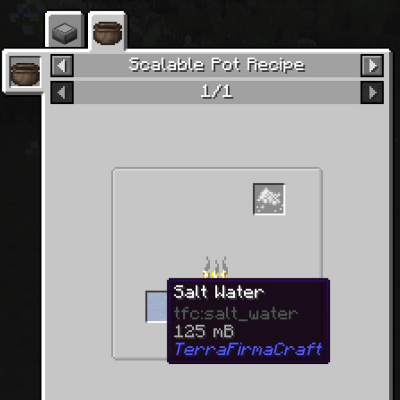 Scalable Pot Recipe
1/1
Salt Water
tfc:salt_water
125 mB
TerraFirmaCraft